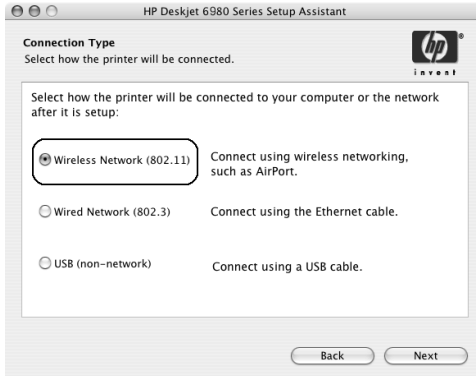 HP Deskjet 6980 Series Setup Assistant
Connection Type
Select how the printer will be connected.
hp
®
invent
Select how the printer will be connected to your computer or the network
after it is setup:
Wireless Network (802.11)
Connect using wireless networking,
such as AirPort.
Wired Network (802.3)
Connect using the Ethernet cable.
USB (non-network)
Connect using a USB cable.
Back
Next